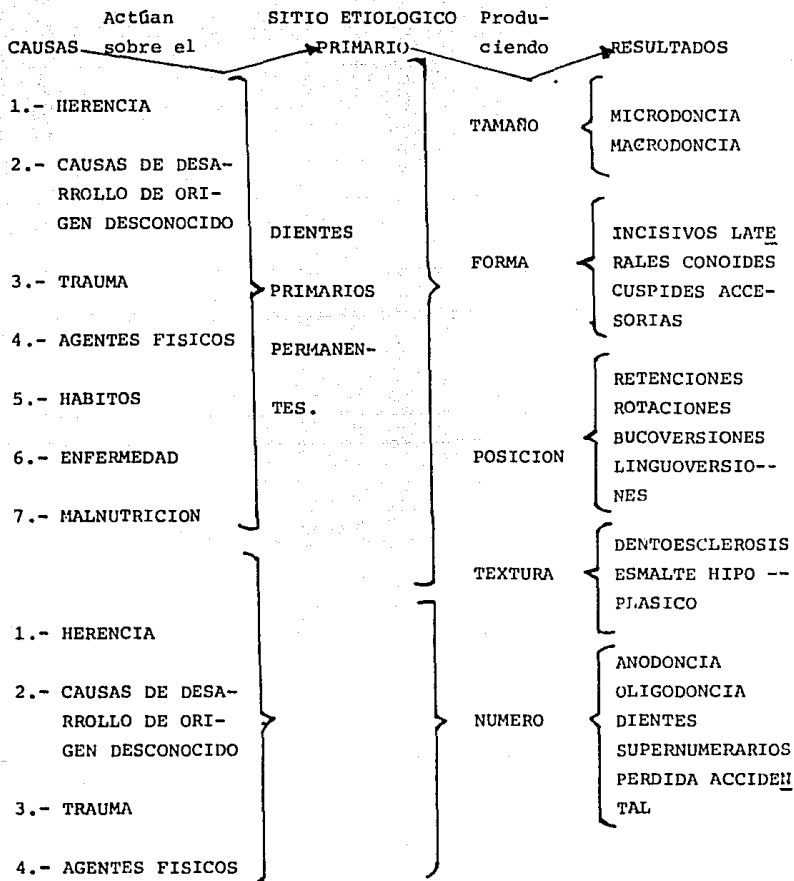 Actúan
SITIO ETIOLOGICO
Produ-
CAUSAS
sobre el
PRIMARIO
ciendo
RESULTADOS
1.- HERENCIA
2.- CAUSAS DE DESA-
RROLLO DE ORI-
GEN DESCONOCIDO
3.- TRAUMA
4.- AGENTES FISICOS
5.- HABITOS
6.- ENFERMEDAD
7.- MALNUTRICION
DIENTES
PRIMARIOS
PERMANEN-
TES.
TAMAÑO
MICRODONCIA
MACRODONCIA
FORMA
INCISIVOS LATE
RALES CONOIDES
CUSPIDES ACCE-
SORIAS
POSICION
RETENCIONES
ROTACIONES
BUCOVERSIONES
LINGUOVERSIO--
NES
TEXTURA
DENTOESCLEROSIS
ESMALTE HIPO --
PLASICO
1.- HERENCIA
2.- CAUSAS DE DESA-
RROLLO DE ORI-
GEN DESCONOCIDO
3.- TRAUMA
4.- AGENTES FISICOS
NUMERO
ANODONCIA
OLIGODONCIA
DIENTES
SUPERNUMERARIOS
PERDIDA ACCIDEN
TAL